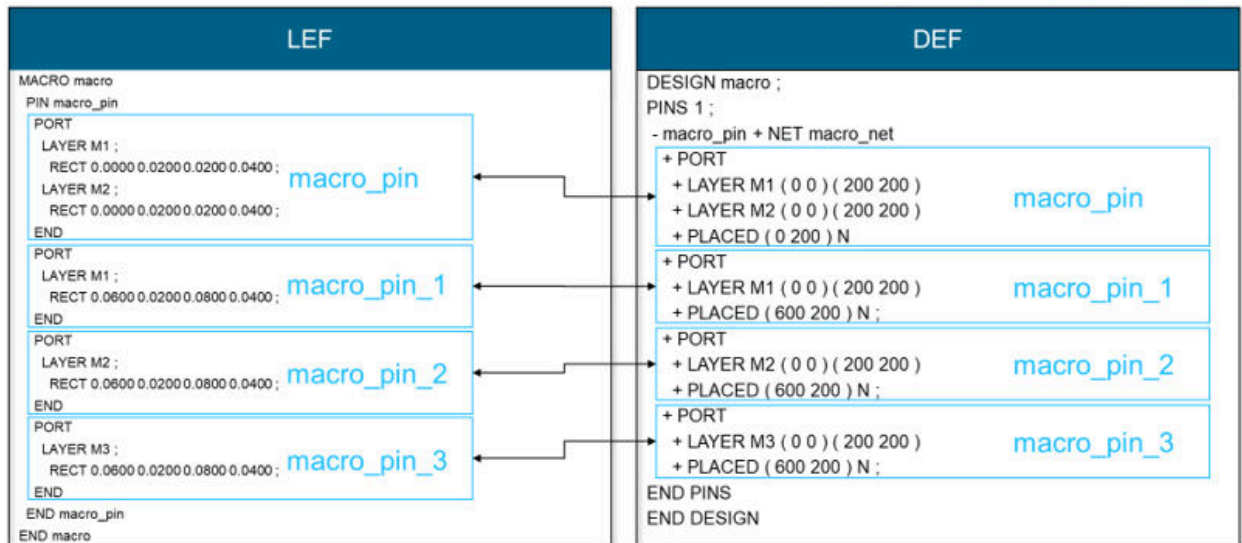 LEF
MACRO macro
PIN macro_pin
PORT
LAYER M1 ;
RECT 0.0000 0.0200 0.0200 0.0400 ;
macro_pin
LAYER M2 ;
RECT 0.0000 0.0200 0.0200 0.0400 ;
END
PORT
LAYER M1 ;
macro_pin_1
RECT 0.0600 0.0200 0.0800 0.0400 ;
END
PORT
LAYER M2 ;
macro_pin_2
RECT 0.0600 0.0200 0.0800 0.0400 ;
END
PORT
LAYER M3 ;
macro_pin_3
RECT 0.0600 0.0200 0.0800 0.0400 ;
END
END macro_pin
END macro
DEF
DESIGN macro ;
PINS 1 ;
- macro_pin + NET macro_net
+ PORT
+ LAYER M1 ( 0 0 ) ( 200 200 )
macro_pin
+ LAYER M2 ( 0 0 ) ( 200 200 )
+ PLACED ( 0 200 ) N
+ PORT
+ LAYER M1 ( 0 0 ) ( 200 200 )
macro_pin_1
+ PLACED ( 600 200 ) N ;
+ PORT
+ LAYER M2 ( 0 0 ) ( 200 200 )
macro_pin_2
+ PLACED ( 600 200 ) N ;
+ PORT
+ LAYER M3 ( 0 0 ) ( 200 200 )
macro_pin_3
+ PLACED ( 600 200 ) N ;
END PINS
END DESIGN